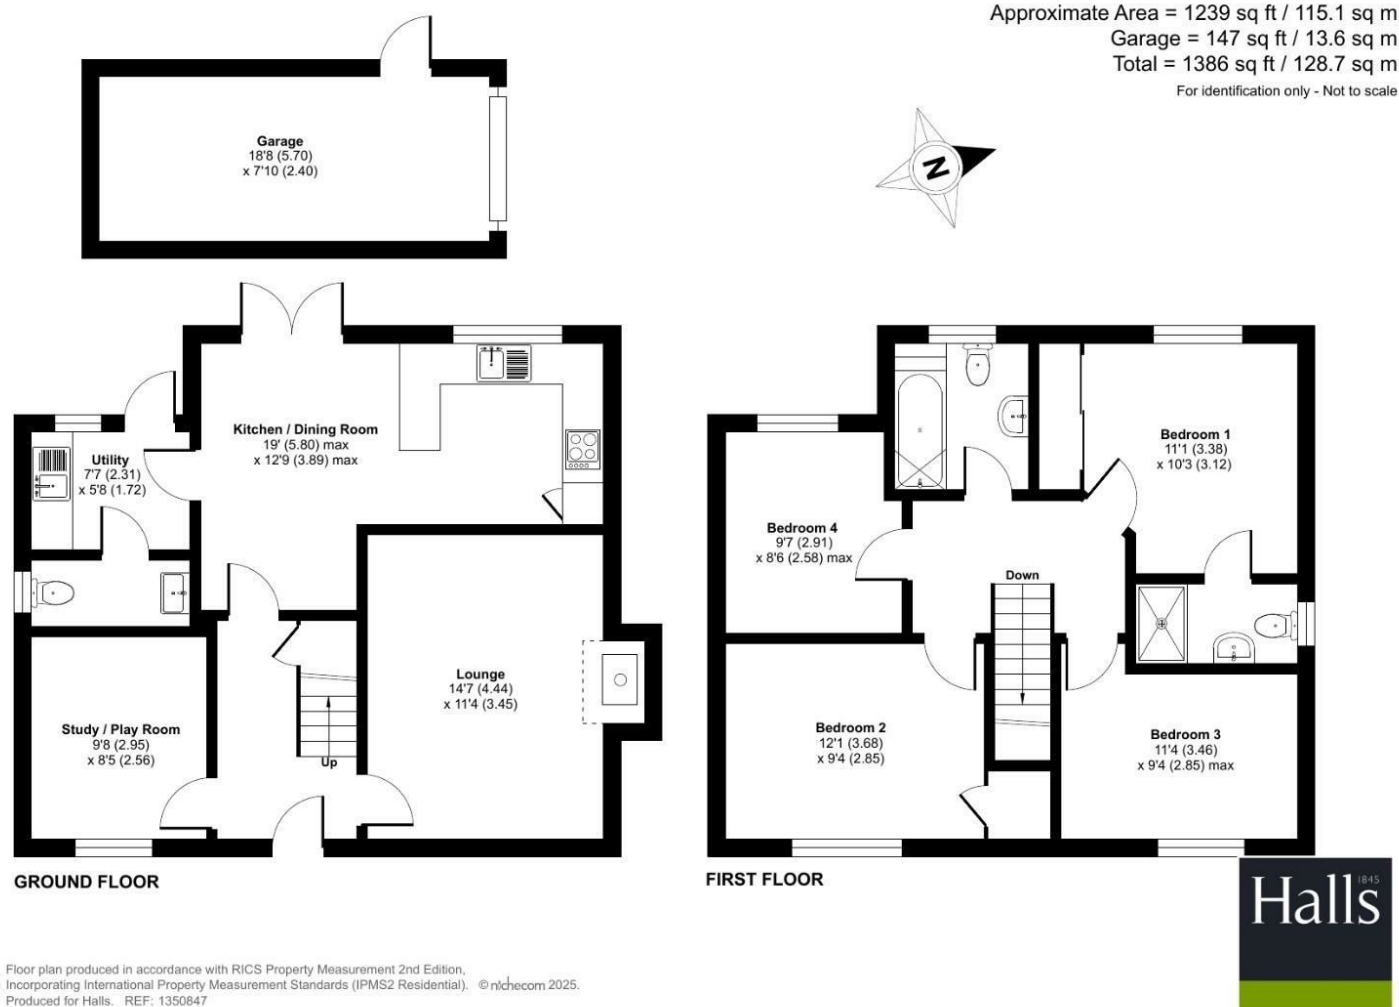 Approximate Area = 1239 sq ft / 115.1 sq m
Garage = 147 sq ft / 13.6 sq m
Total = 1386 sq ft / 128.7 sq m
For identification only - Not to scale
Garage
18'8 (5.70)
x 7'10 (2.40)
N
Kitchen / Dining Room
19' (5.80) max
x 12'9 (3.89) max
Utility
7'7 (2.31)
x 5'8 (1.72)
Lounge
14'7 (4.44)
x 11'4 (3.45)
Study / Play Room
9'8 (2.95)
x 8'5 (2.56)
Up
GROUND FLOOR
Bedroom 1
11'1 (3.38)
x 10'3 (3.12)
Bedroom 4
9'7 (2.91)
x 8'6 (2.58) max
Down
Bedroom 2
12'1 (3.68)
x 9'4 (2.85)
Bedroom 3
11'4 (3.46)
x 9'4 (2.85) max
FIRST FLOOR
Halls 1845
Floor plan produced in accordance with RICS Property Measurement 2nd Edition,
Incorporating International Property Measurement Standards (IPMS2 Residential). © nichecom 2025.
Produced for Halls. REF: 1350847